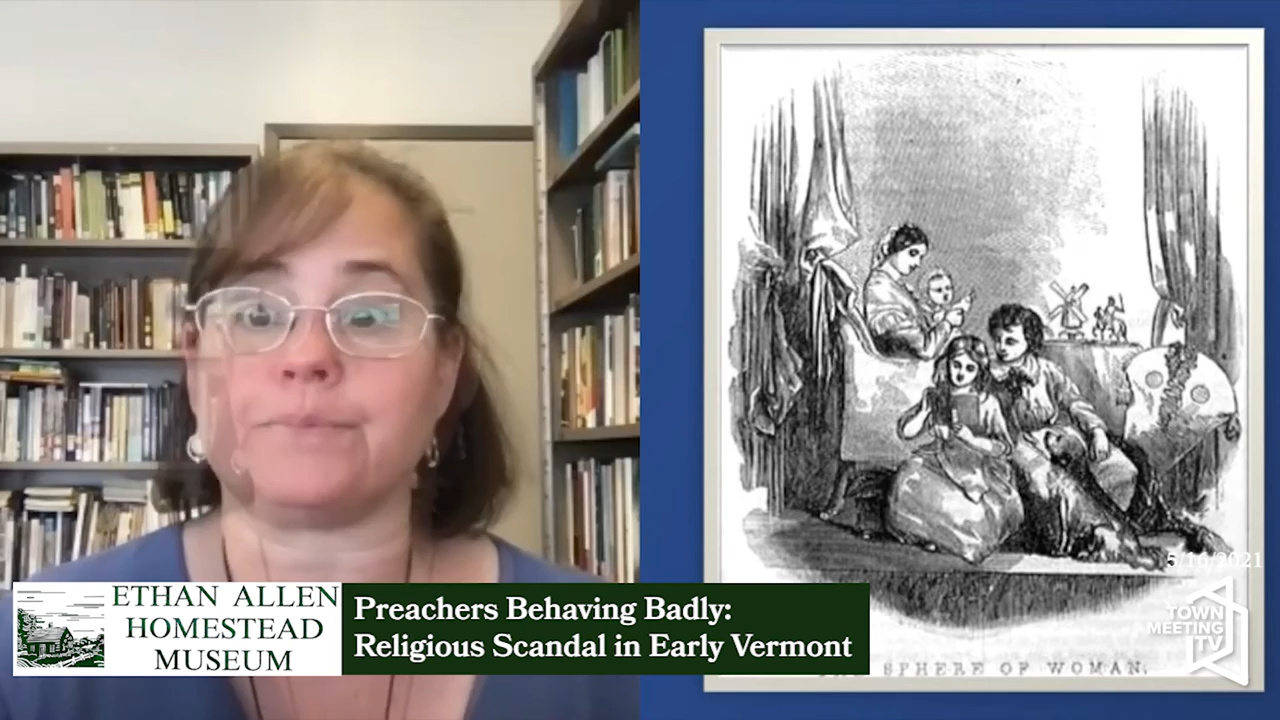 ETHAN ALLEN
HOMESTEAD
MUSEUM
Preachers Behaving Badly:
Religious Scandal in Early Vermont
5/16/2021
TOWN
MEETING
TV
SPHERE OF WOMAN.